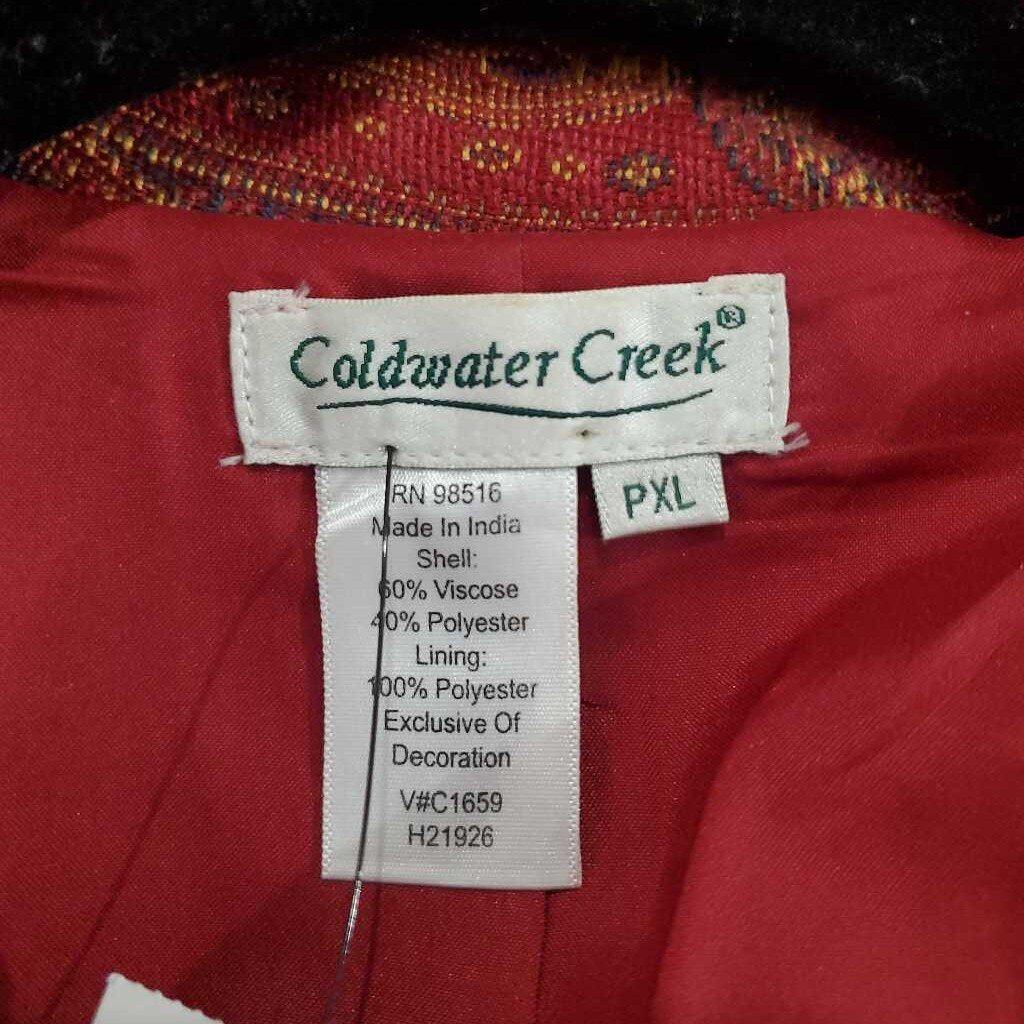 Coldwater Creek®
PXL
RN 98516
Made In India
Shell:
60% Viscose
40% Polyester
Lining:
100% Polyester
Exclusive Of
Decoration
V#C1659
H21926